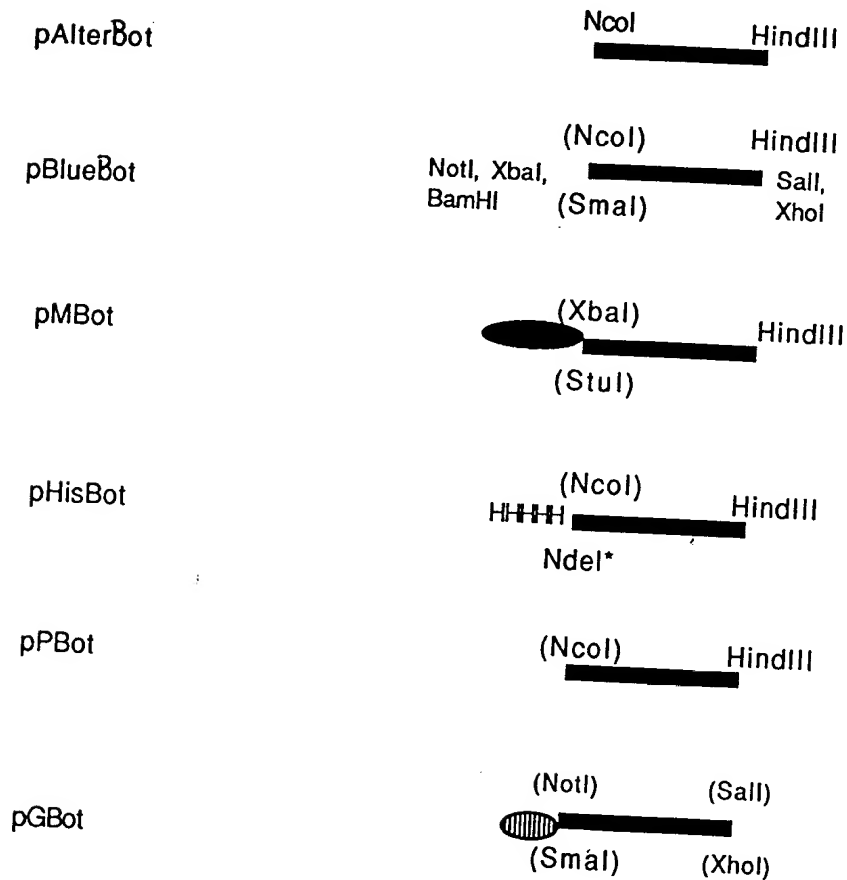 pAlterBot
NcoI HindIII
pBlueBot
(NcoI) HindIII
NotI, XbaI, SalI,
BamHI (SmaI) XhoI
pMBot
(XbaI) HindIII
(StuI)
pHisBot
(NcoI) HindIII
HHHHH
NdeI*
pPBot
(NcoI) HindIII
pGBot
(NotI) (SalI)
(SmaI) (XhoI)